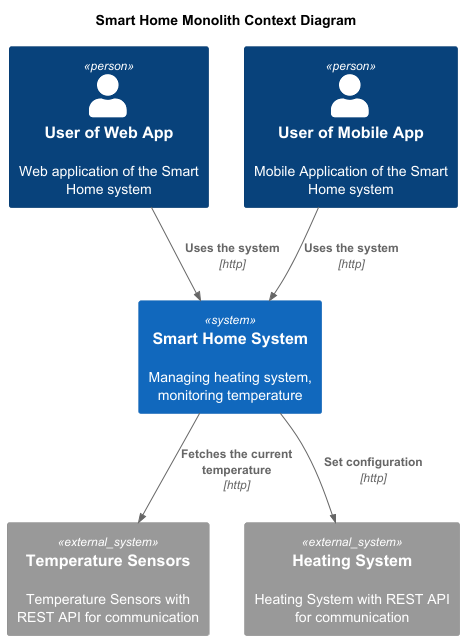 Smart Home Monolith Context Diagram
«person»
User of Web App
Web application of the Smart
Home system
«person»
User of Mobile App
Mobile Application of the Smart
Home system
Uses the system
[http]
Uses the system
[http]
«system»
Smart Home System
Managing heating system,
monitoring temperature
Fetches the current
temperature
[http]
Set configuration
[http]
«external_system»
Temperature Sensors
Temperature Sensors with
REST API for communication
«external_system»
Heating System
Heating System with REST API
for communication